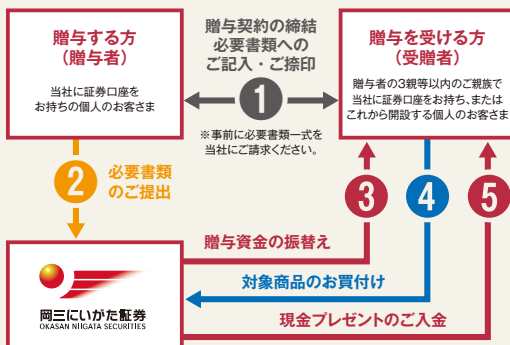 贈与する方
(贈与者)
当社に証券口座を
お持ちの個人のお客さま
贈与契約の締結
必要書類への
ご記入・ご捺印
1
※事前に必要書類一式を
当社にご請求ください。
贈与を受ける方
(受贈者)
贈与者の3親等以内のご親族で
当社に証券口座をお持ち、または
これから開設する個人のお客さま
2
必要書類
のご提出
3
4
5
贈与資金の振替え
対象商品のお買付け
現金プレゼントのご入金
岡三にいがた証券
OKASAN NIIGATA SECURITIES